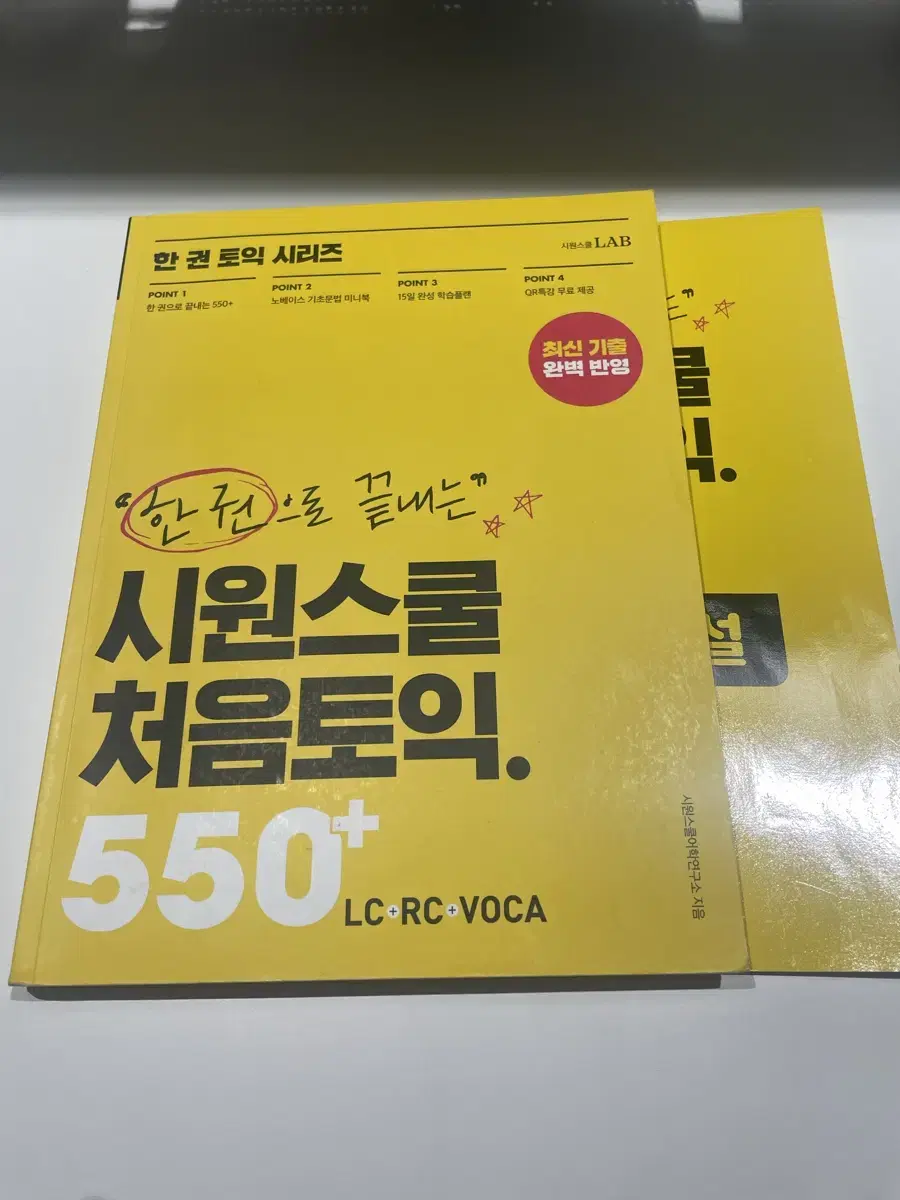 한 권 토익 시리즈
시원스쿨 LAB
POINT 1
한 권으로 끝내는 550+
POINT 2
노베이스 기초문법 미니북
POINT 3
15일 완성 학습플랜
POINT 4
QR특강 무료 제공
최신 기출
완벽 반영
“한 권으로 끝내는”
시원스쿨
처음토익.
550+
LC+RC+VOCA
시원스쿨어학연구소 지음
는”
쿨
익.
설